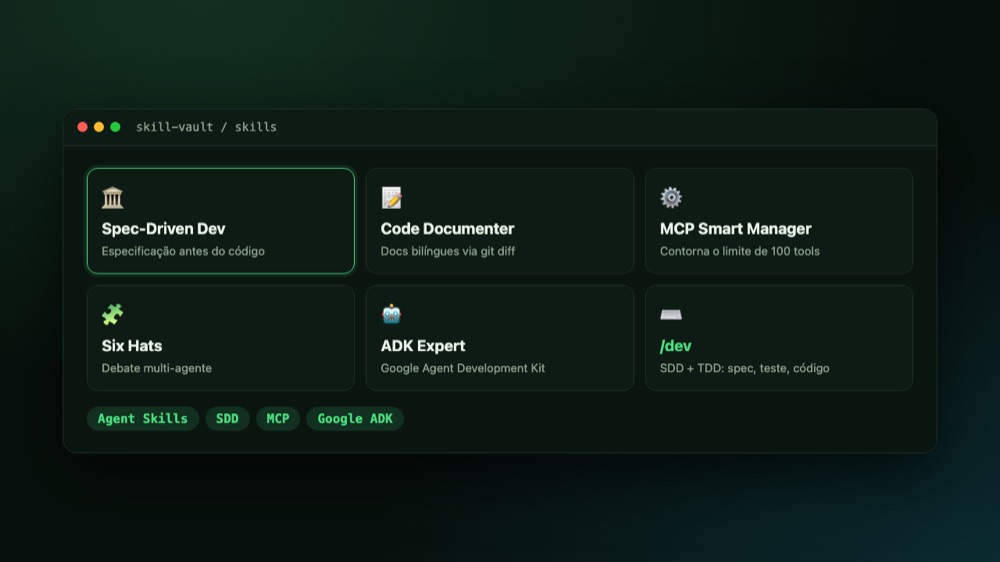 skill-vault / skills
Spec-Driven Dev
Especificação antes do código
Code Documenter
Docs bilíngues via git diff
MCP Smart Manager
Contorna o limite de 100 tools
Six Hats
Debate multi-agente
ADK Expert
Google Agent Development Kit
/dev
SDD + TDD: spec, teste, código
Agent Skills
SDD
MCP
Google ADK